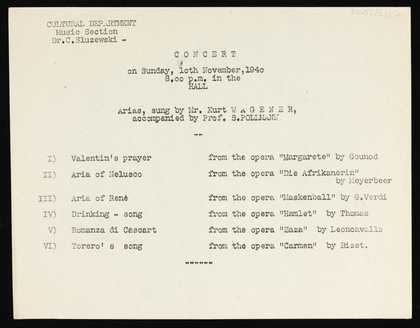 CULTURAL DEPARTMENT
Music Section
Dr.C.Sluzewski -
CONCERT
on Sunday, 10th November,1940
8.00 p.m. in the
HALL
Arias, sung by Mr. Kurt WAGENER,
accompanied by Prof. S.POLLMANN
--
I) Valentin's prayer from the opera "Margarete" by Gounod
II) Aria of Nelusco from the opera "Die Afrikanerin"
by Meyerbeer
III) Aria of René from the opera "Maskenball" by G.Verdi
IV) Drinking - song from the opera "Hamlet" by Thomas
V) Romanza di Cascart from the opera "Zaza" by Leoncavallo
VI) Torero' s song from the opera "Carmen" by Bizet.
------